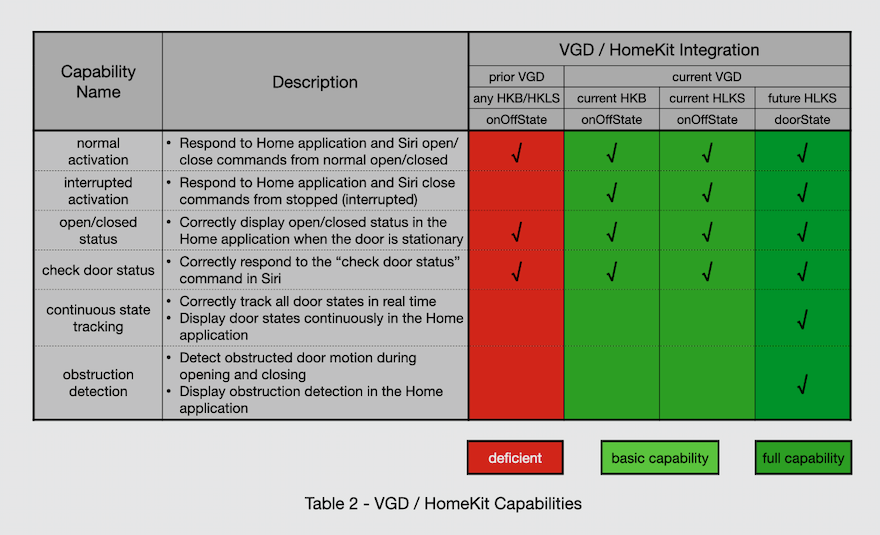 Capability
Name
Description
VGD / HomeKit Integration
prior VGD
current VGD
any HKB/HKLS
current HKB
current HLKS
future HLKS
onOffState
onOffState
onOffState
doorState
normal
activation
• Respond to Home application and Siri open/
close commands from normal open/closed
√ √ √ √
interrupted
activation
• Respond to Home application and Siri close
commands from stopped (interrupted)
√ √ √
open/closed
status
• Correctly display open/closed status in the
Home application when the door is stationary
√ √ √ √
check door status
• Correctly respond to the “check door status”
command in Siri
√ √ √ √
continuous state
tracking
• Correctly track all door states in real time
• Display door states continuously in the Home
application
√
obstruction
detection
• Detect obstructed door motion during
opening and closing
• Display obstruction detection in the Home
application
√
deficient
basic capability
full capability
Table 2 - VGD / HomeKit Capabilities